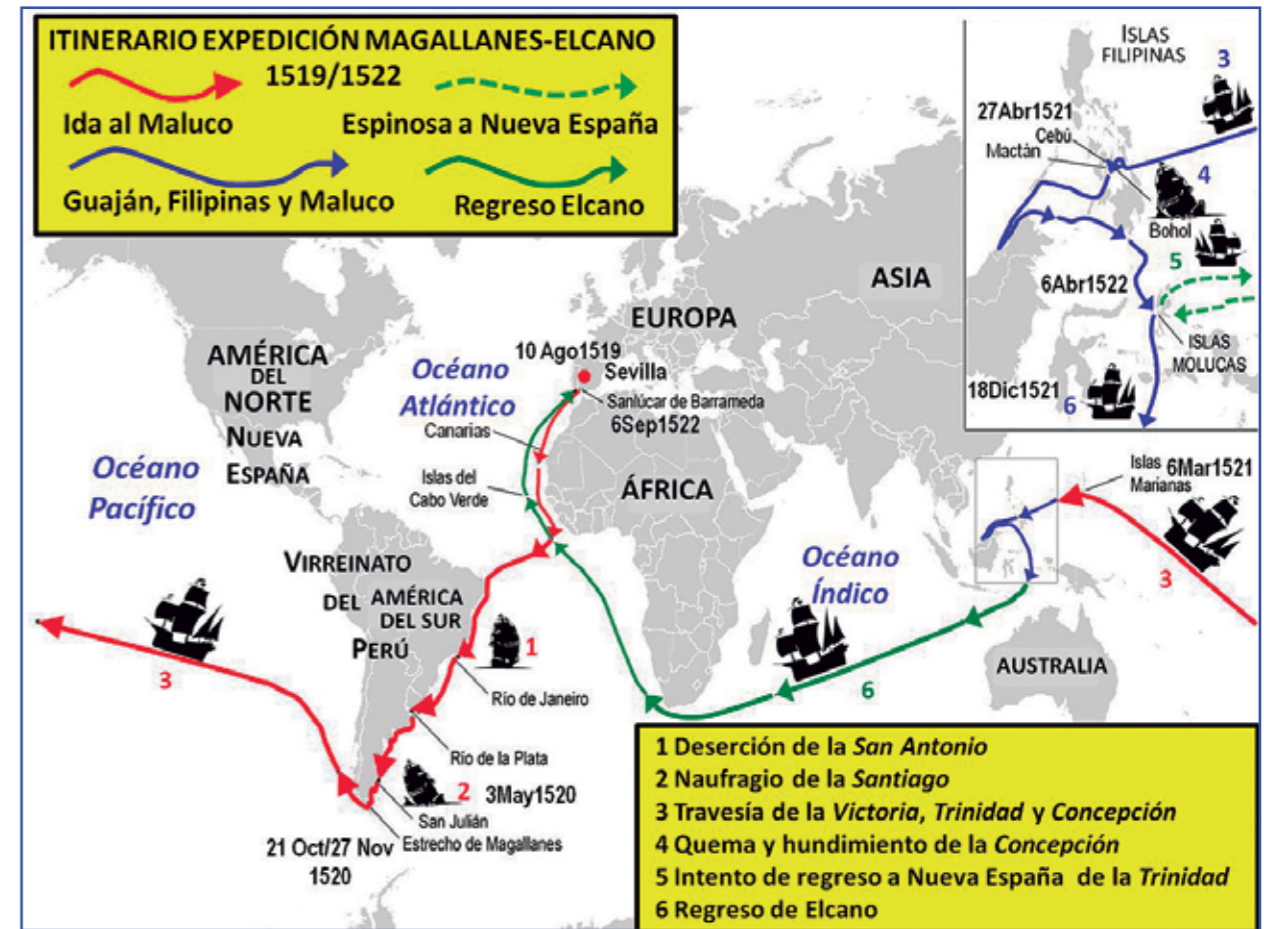 ITINERARIO EXPEDICIÓN MAGALLANES-ELCANO
1519/1522
Ida al Maluco
Espinosa a Nueva España
Guaján, Filipinas y Maluco
Regreso Elcano
ISLAS
FILIPINAS
3
27Abr1521
Cebú
Mactán
4
Bohol
5
6Abr1522
ISLAS
MOLUCAS
18Dic1521
6
ASIA
EUROPA
10 Ago1519
Sevilla
Sanlúcar de Barrameda
6Sep1522
AMÉRICA
DEL
NORTE
NUEVA
ESPAÑA
Océano
Atlántico
Canarias
Islas del
Cabo Verde
ÁFRICA
Océano
Pacífico
Islas
Marianas
6Mar1521
3
VIRREINATO
DEL
PERÚ
AMÉRICA
DEL SUR
Océano
Índico
1
3
Río de Janeiro
6
AUSTRALIA
Río de la Plata
2
3May1520
San Julián
Estrecho de Magallanes
21 Oct/27 Nov
1520
1 Deserción de la San Antonio
2 Naufragio de la Santiago
3 Travesía de la Victoria, Trinidad y Concepción
4 Quema y hundimiento de la Concepción
5 Intento de regreso a Nueva España de la Trinidad
6 Regreso de Elcano